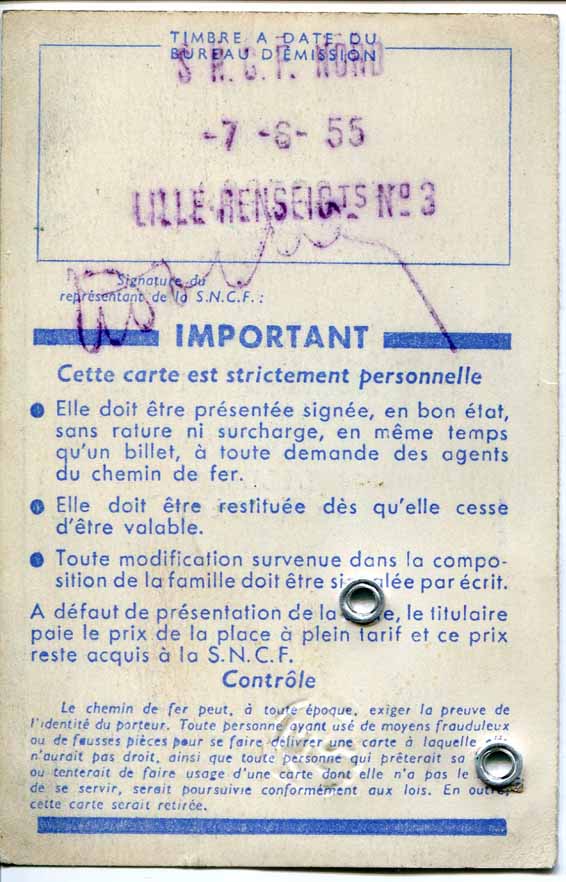 TIMBRE A DATE DU
BUREAU D'ÉMISSION
S N.C.F. NORD
-7 -6- 55
LILLE-RENSEIGTS Nº 3
Signature du
représentant de la S.N.C.F. :
IMPORTANT
Cette carte est strictement personnelle
● Elle doit être présentée signée, en bon état,
sans rature ni surcharge, en même temps
qu'un billet, à toute demande des agents
du chemin de fer.
● Elle doit être restituée dès qu'elle cesse
d'être valable.
● Toute modification survenue dans la compo-
sition de la famille doit être signalée par écrit.
A défaut de présentation de la, le titulaire
paie le prix de la place à plein tarif et ce prix
reste acquis à la S.N.C.F.
Contrôle
Le chemin de fer peut, à toute époque, exiger la preuve de
l'identité du porteur. Toute personne ayant usé de moyens frauduleux
ou de fausses pièces pour se faire délivrer une carte à laquelle elle
n'aurait pas droit, ainsi que toute personne qui prêterait sa
ou tenterait de faire usage d'une carte dont elle n'a pas le
de se servir, serait poursuivie conformément aux lois. En outre,
cette carte serait retirée.